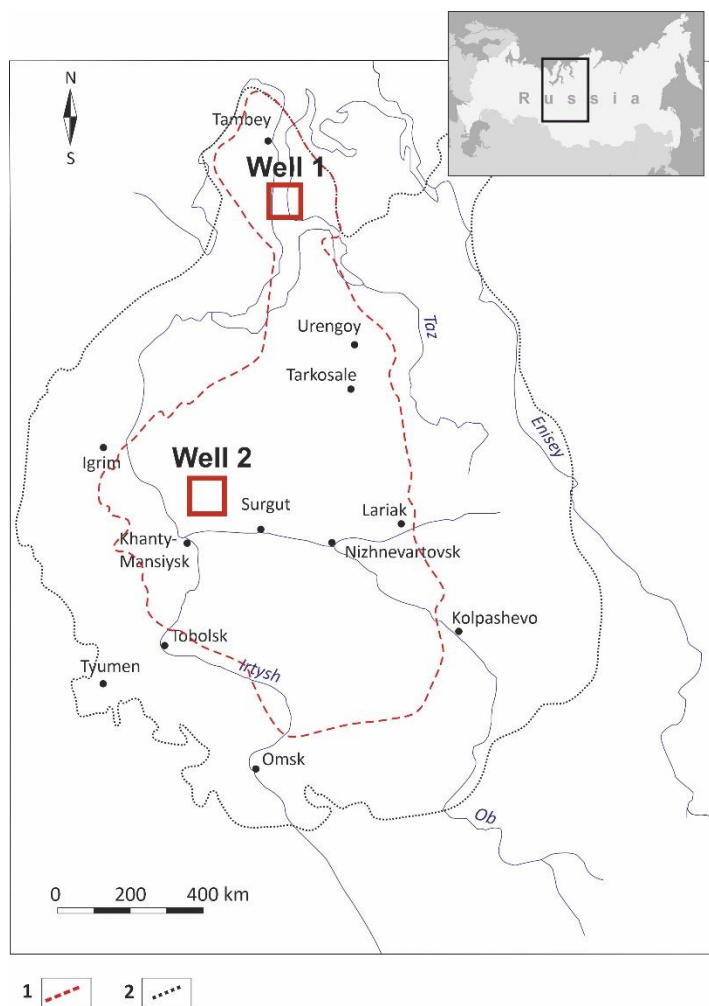 Russia
N
S
Tambey
Well 1
Taz
Urengoy
Tarkosale
Enisey
Igrim
Well 2
Surgut
Lariak
Khanty-
Mansiysk
Nizhnevartovsk
Kolpashevo
Tobolsk
Tyumen
Irtysh
Omsk
Ob
0 200 400 km
1 2